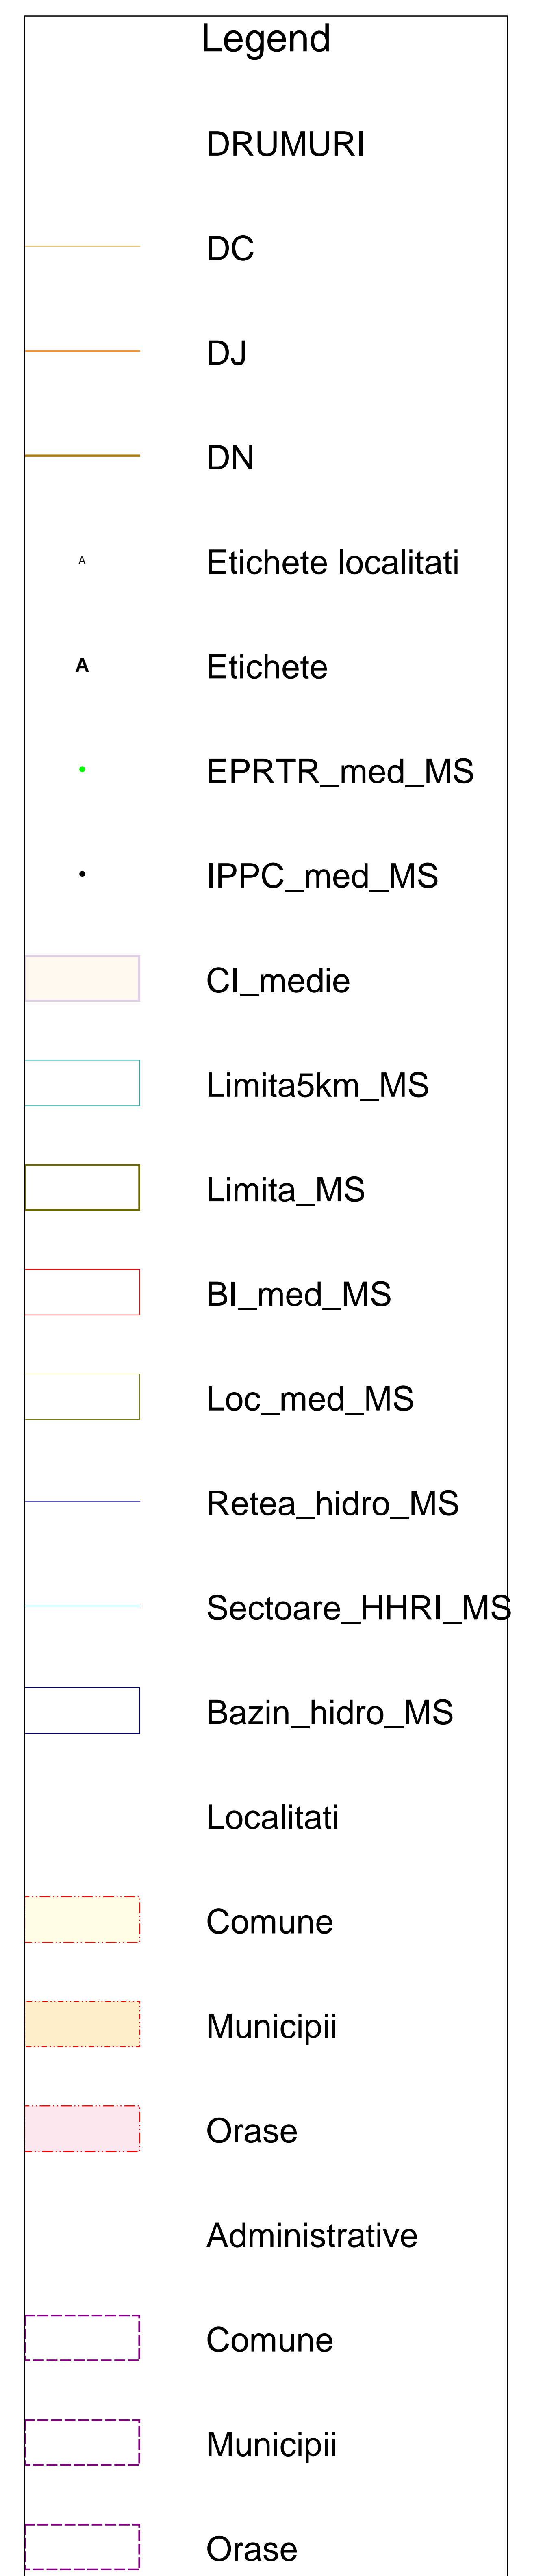 Legend
DRUMURI
DC
DJ
DN
A Etichete localitati
A Etichete
EPRTR_med_MS
IPPC_med_MS
CI_medie
Limita5km_MS
Limita_MS
BI_med_MS
Loc_med_MS
Retea_hidro_MS
Sectoare_HHRI_MS
Bazin_hidro_MS
Localitati
Comune
Municipii
Orase
Administrative
Comune
Municipii
Orase